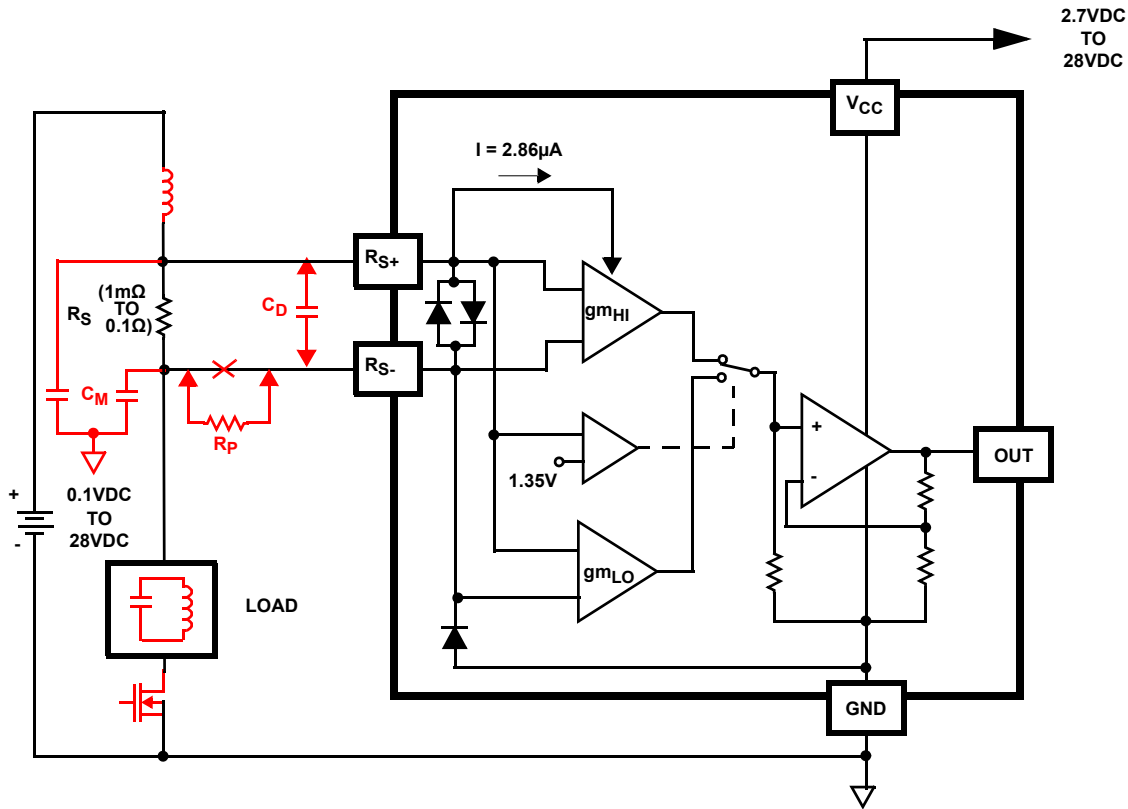 2.7VDC
TO
28VDC
VCC
I = 2.86µA
RS+
gmHI
RS
(1mΩ
TO
0.1Ω)
CD
RS-
CM
RP
+
-
0.1VDC
TO
28VDC
1.35V
+
-
OUT
gmLO
LOAD
GND